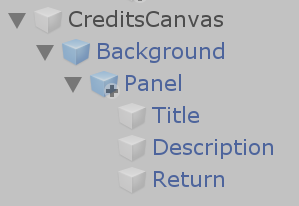 CreditsCanvas
Background
Panel
Title
Description
Return